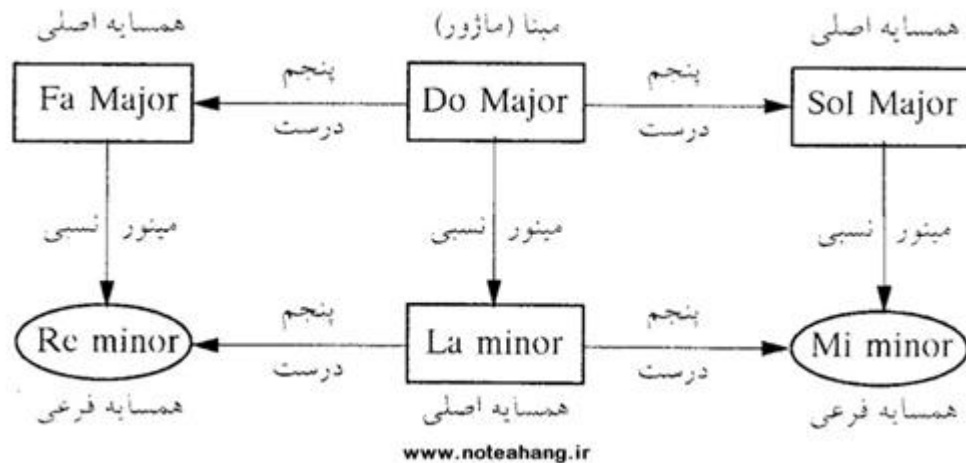 همسایه اصلی
مبنا (ماژور)
همسایه اصلی
Fa Major
پنجم
درست
Do Major
پنجم
درست
Sol Major
مینور نسبی
مینور نسبی
مینور نسبی
Re minor
پنجم
درست
La minor
پنجم
درست
Mi minor
همسایه فرعی
همسایه اصلی
همسایه فرعی
www.noteahang.ir